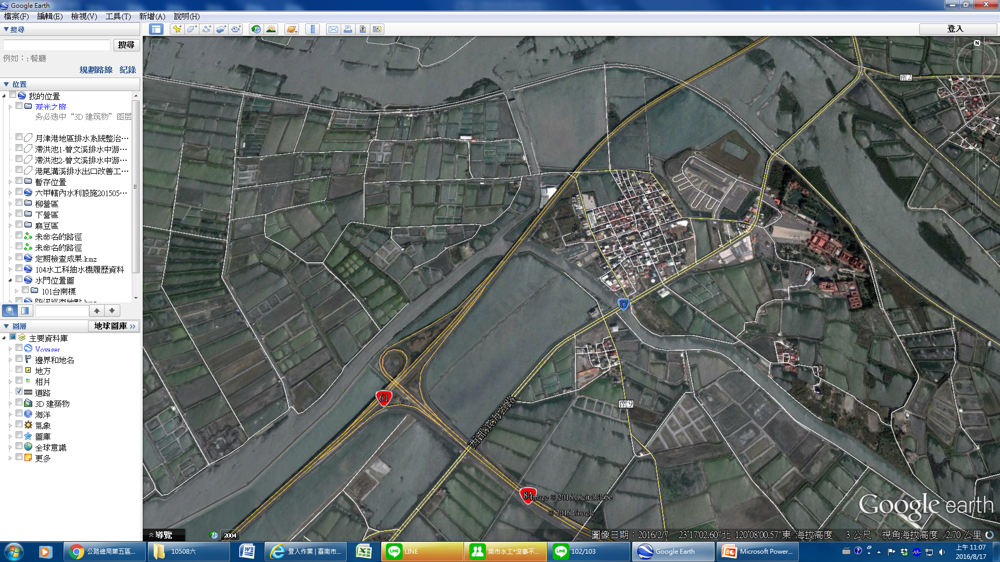 Google Earth
檔案(F) 編輯(E) 檢視(V) 工具(T) 新增(A) 說明(H)
搜尋
登入
搜尋
例如：: 餐廳
規劃路線 紀錄
位置
我的位置
观光之旅
务必选中“3D 建筑物”图层
月津港地區排水系統整治…
滯洪池1-曾文溪排水中游…
滯洪池2-曾文溪排水中游…
港尾溝溪排水出口改善工…
暫存位置
六甲轄內水利設施201505…
柳營區
下營區
麻豆區
未命名的路徑
未命名的路徑
定期檢查成果.kmz
104水工科抽水機履歷資料
水門位置圖
101台南標
防汛巡查地點.kmz
圖層
地球圖庫 »
主要資料庫
Voyager
邊界和地名
地方
相片
道路
3D 建築物
海洋
氣象
圖庫
全球意識
更多
N
南2
17
61
南9
西部濱海公路
84
Image © 2016 DigitalGlobe
© 2016 Google
Google earth
導覽
2004
圖像日期：2016/2/7 23°17'02.60"北 120°08'00.57"東 海拔高度 3 公尺 視角海拔高度 2.70 公里
公路總局第五區...
10508六
登入作業 | 臺南市...
LINE
南市水工*沒事不...
102/103
Google Earth
Microsoft Power...
上午 11:07
2016/8/17